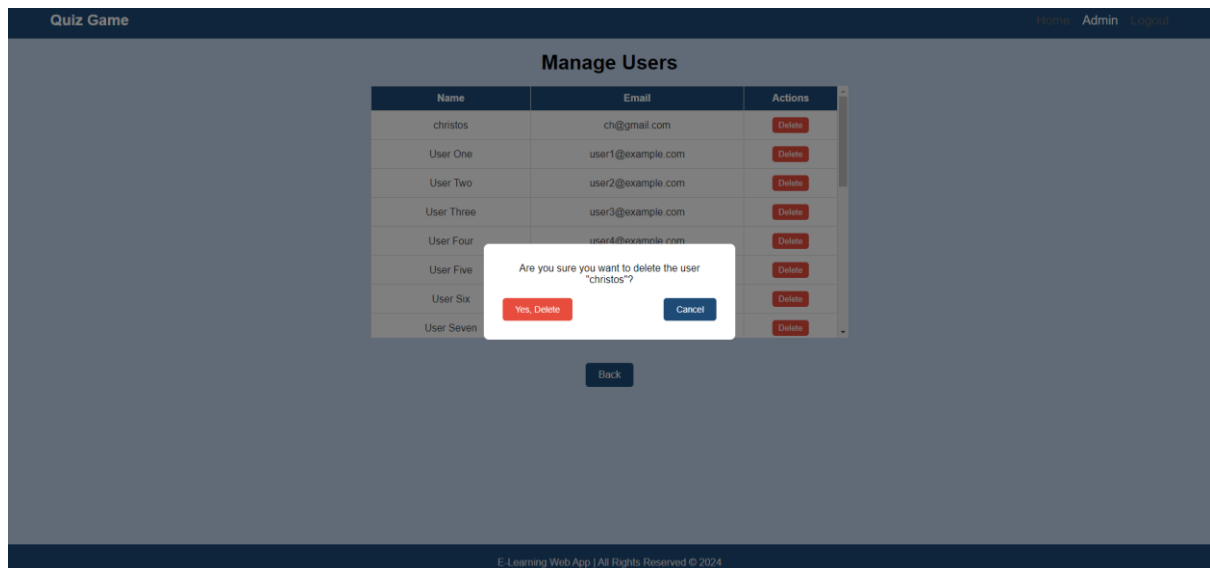 Quiz Game Home Admin Logout
Manage Users
Name Email Actions
christos ch@gmail.com Delete
User One user1@example.com Delete
User Two user2@example.com Delete
User Three user3@example.com Delete
User Four user4@example.com Delete
User Five Delete
User Six Delete
User Seven Delete
Are you sure you want to delete the user
"christos"?
Yes, Delete Cancel
Back
E-Learning Web App | All Rights Reserved © 2024